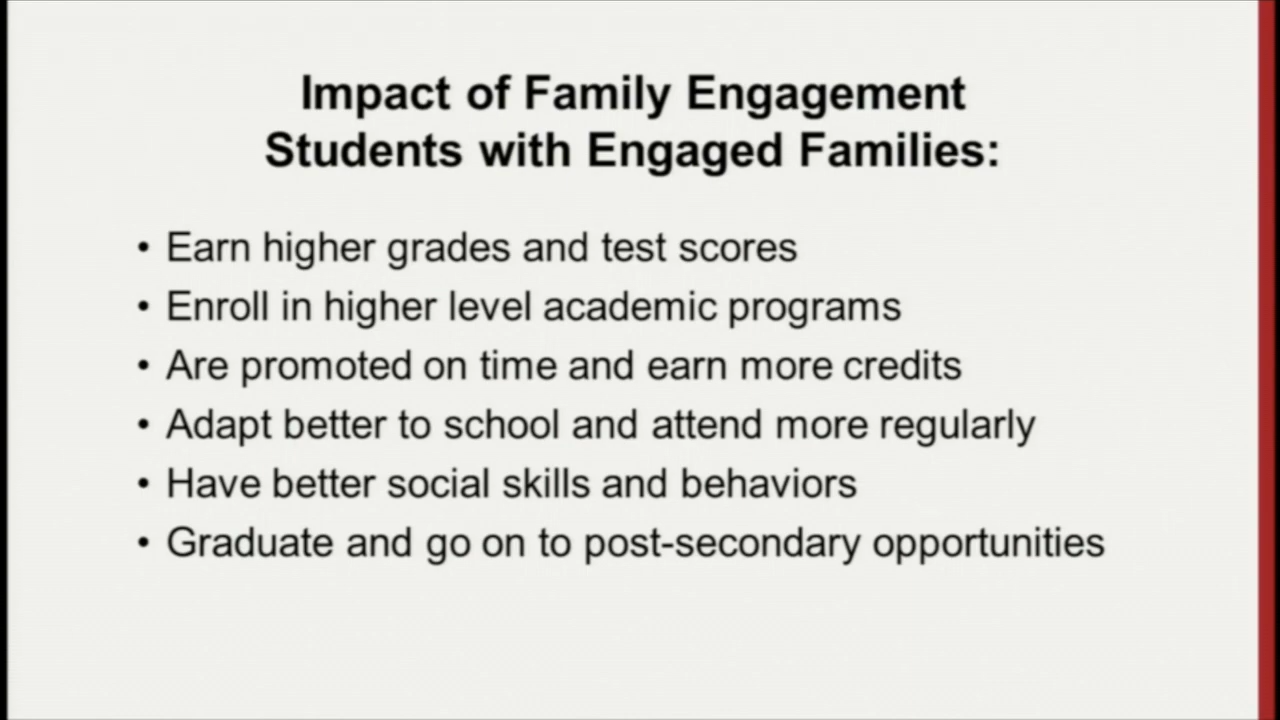 Impact of Family Engagement
Students with Engaged Families:
• Earn higher grades and test scores
• Enroll in higher level academic programs
• Are promoted on time and earn more credits
• Adapt better to school and attend more regularly
• Have better social skills and behaviors
• Graduate and go on to post-secondary opportunities